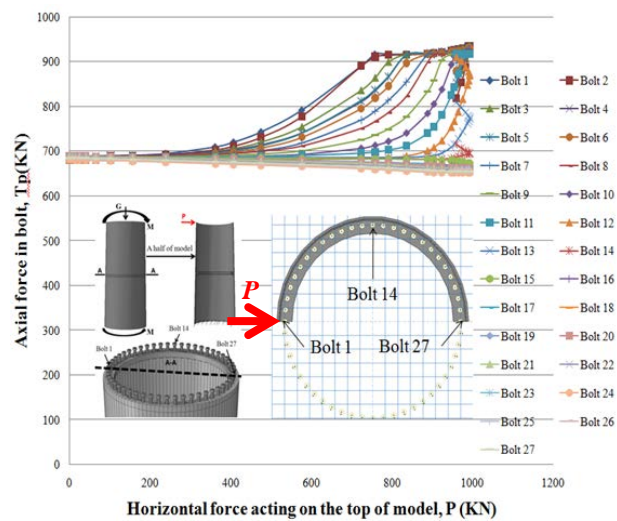 Axial force in bolt, Tp(KN)
1000
900
800
700
600
500
400
300
200
100
0
0 200 400 600 800 1000 1200
Horizontal force acting on the top of model, P (KN)
G
M
P
A half of model
A A
M
Bolt 14
Bolt 1
Bolt 27
A-A
P
Bolt 14
Bolt 1 Bolt 27
Bolt 1 Bolt 2
Bolt 3 Bolt 4
Bolt 5 Bolt 6
Bolt 7 Bolt 8
Bolt 9 Bolt 10
Bolt 11 Bolt 12
Bolt 13 Bolt 14
Bolt 15 Bolt 16
Bolt 17 Bolt 18
Bolt 19 Bolt 20
Bolt 21 Bolt 22
Bolt 23 Bolt 24
Bolt 25 Bolt 26
Bolt 27